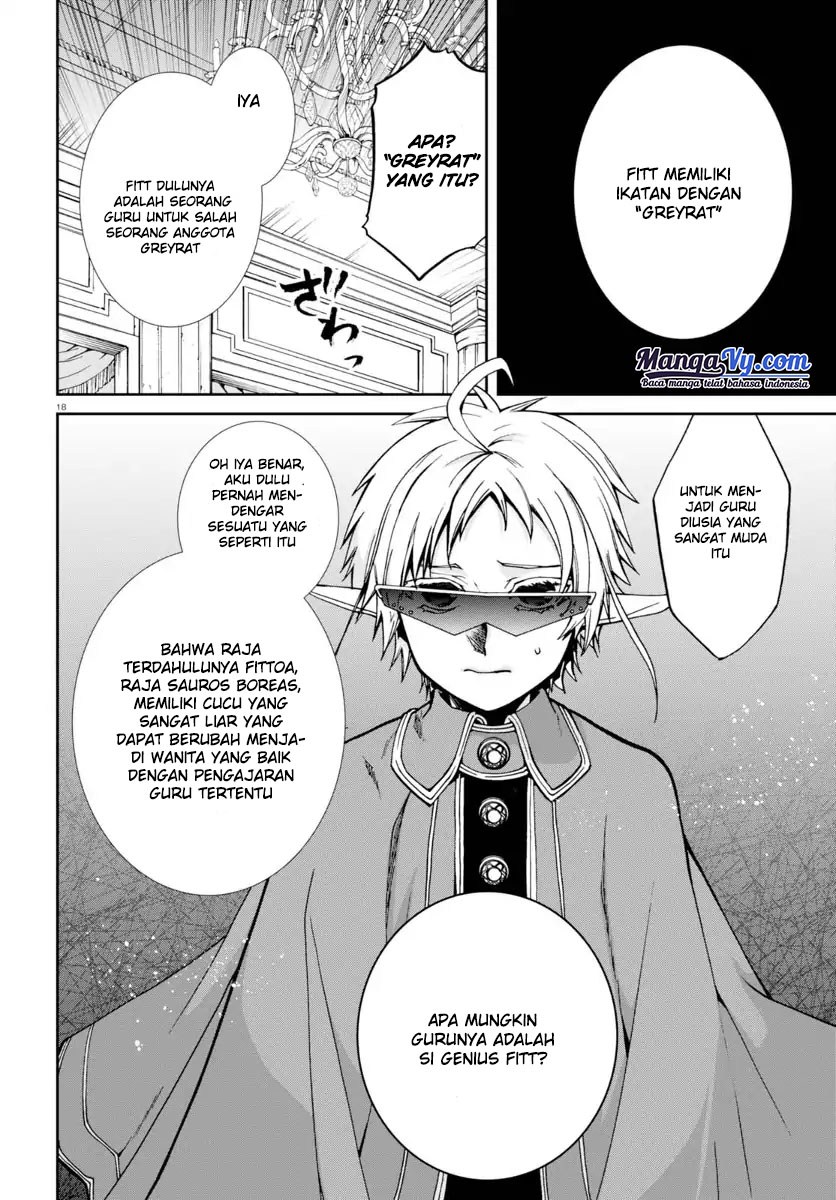 FITT MEMILIKI
IKATAN DENGAN
"GREYRAT"
APA?
"GREYRAT"
YANG ITU?
IYA
FITT DULUNYA
ADALAH SEORANG
GURU UNTUK SALAH
SEORANG ANGGOTA
GREYRAT
ざわっ
MangaVy.com
Baca manga telat bahasa indonesia
18
UNTUK MEN-
JADI GURU
DIUSIA YANG
SANGAT MUDA
ITU
OH IYA BENAR,
AKU DULU
PERNAH MEN-
DENGAR
SESUATU YANG
SEPERTI ITU
BAHWA RAJA
TERDAHULUNYA FITTOA,
RAJA SAUROS BOREAS,
MEMILIKI CUCU YANG
SANGAT LIAR YANG
DAPAT BERUBAH MENJA-
DI WANITA YANG BAIK
DENGAN PENGAJARAN
GURU TERTENTU
APA MUNGKIN
GURUNYA ADALAH
SI GENIUS FITT?